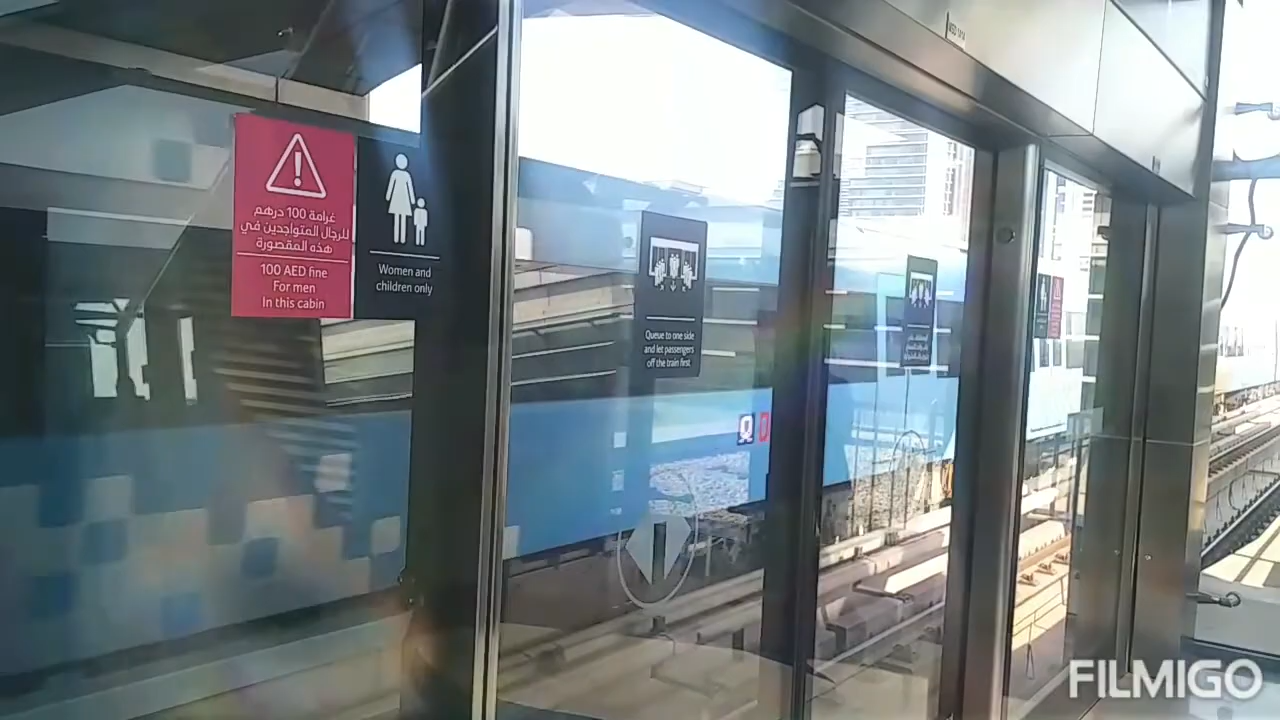 غرامة 100 درهم
للرجال المتواجدين في
هذه المقصورة
100 AED fine
For men
In this cabin
Women and
children only
Queue to one side
and let passengers
off the train first
FILMIGO